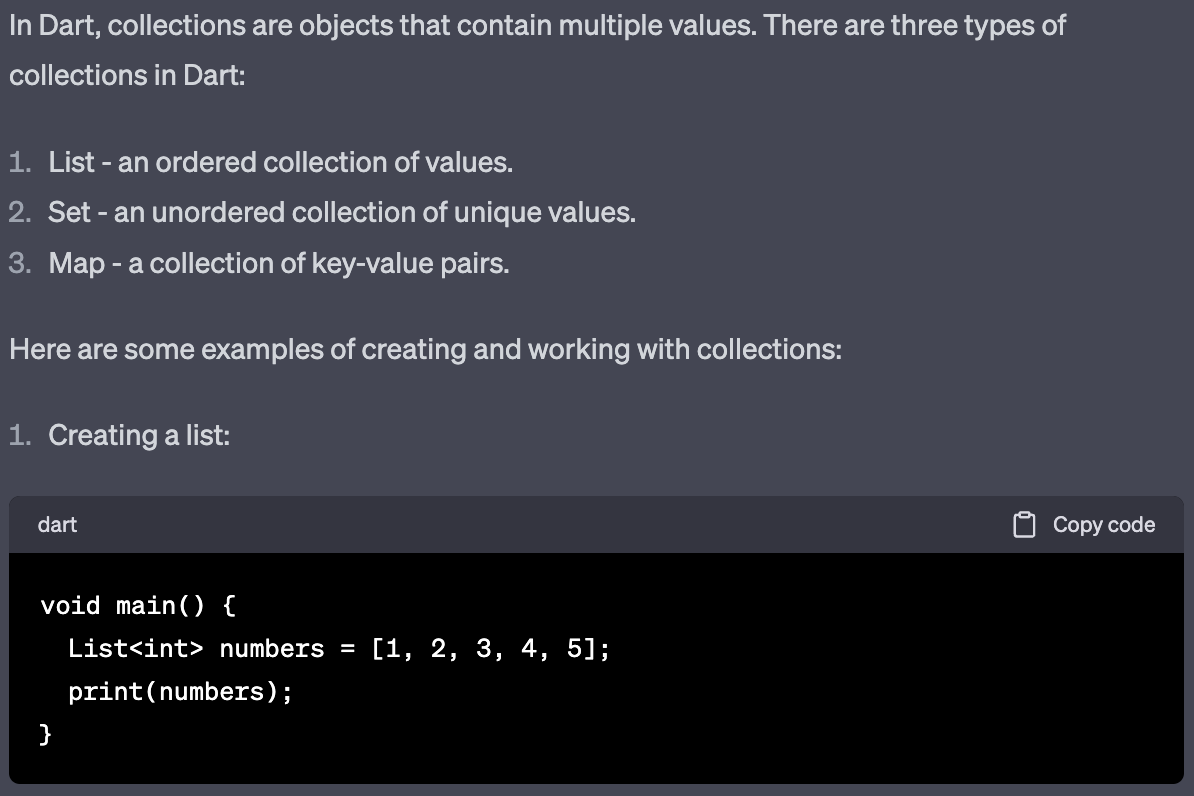 In Dart, collections are objects that contain multiple values. There are three types of
collections in Dart:
1. List - an ordered collection of values.
2. Set - an unordered collection of unique values.
3. Map - a collection of key-value pairs.
Here are some examples of creating and working with collections:
1. Creating a list:
dart Copy code
void main() {
  List<int> numbers = [1, 2, 3, 4, 5];
  print(numbers);
}